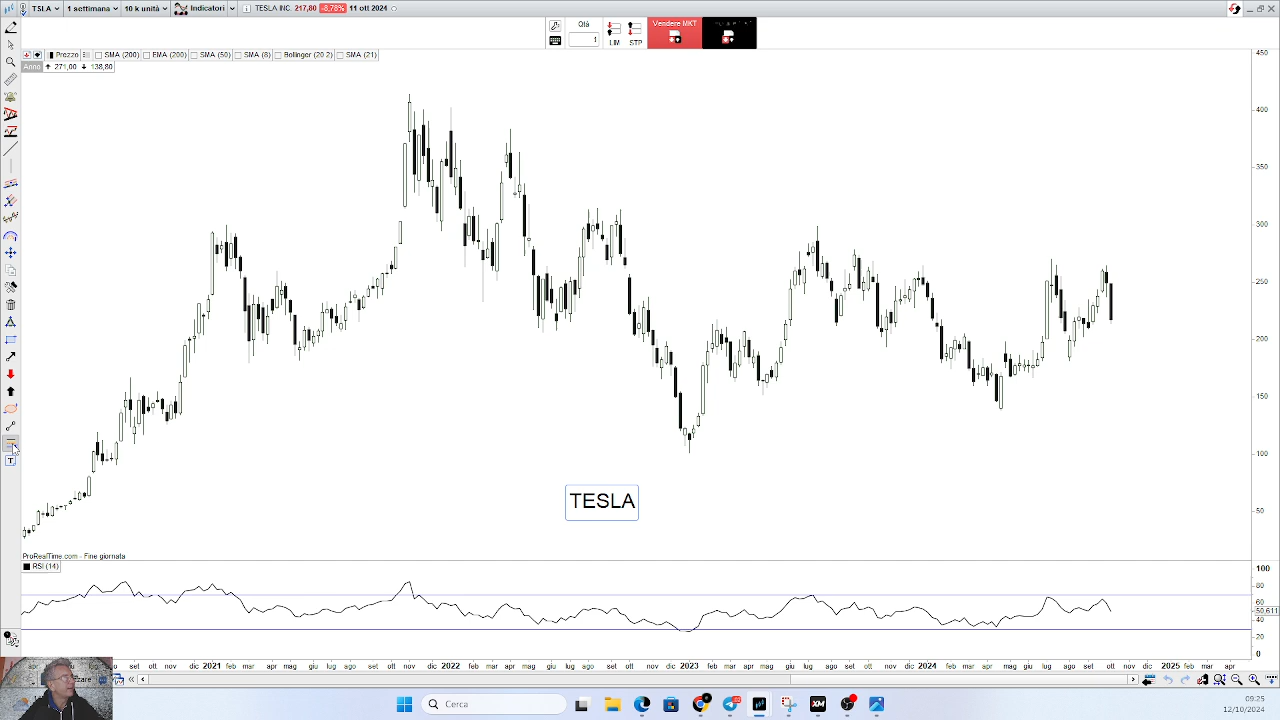 TSLA 1 settimana 10 k unità Indicatori TESLA INC. 217,80 -8,78% 11 ott 2024
Qtà Vendere MKT
1 LIM STP
Prezzo SMA (200) EMA (200) SMA (50) SMA (6) Bollinger (20 2) SMA (21)
Anno 271,00 138,80
450
400
350
300
250
200
150
100
50
TESLA
ProRealTime.com - Fine giornata
RSI (14)
100
80
60
50,611
40
20
0
set ott nov dic 2021 feb mar mag giu lug ago set ott nov dic 2022 feb mar apr mag giu lug ago set nov dic 2023 feb mar apr mag giu lug ago set ott nov dic 2024 feb mar apr giu lug ago set ott nov dic 2025 feb mar apr
T
Cerca
XM
09:25
12/10/2024